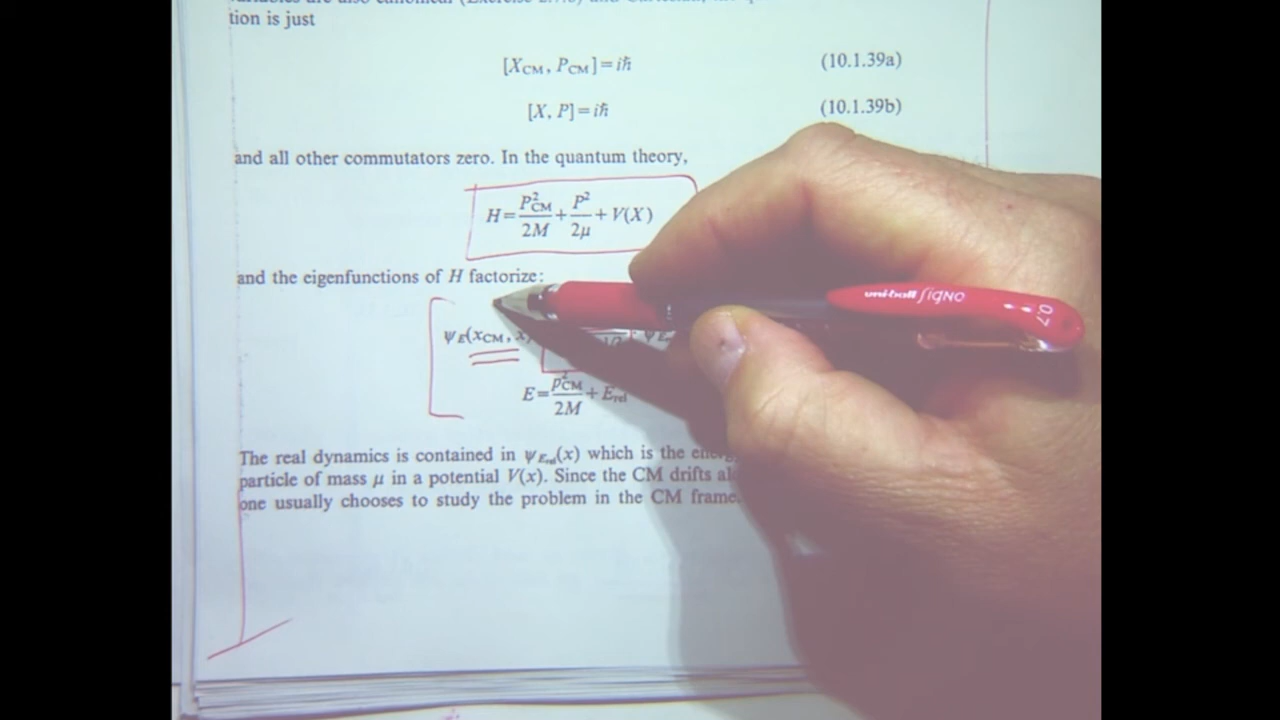 tion is just
[X_CM, P_CM]=iħ (10.1.39a)
[X, P]=iħ (10.1.39b)
and all other commutators zero. In the quantum theory,
H=P²_CM/2M+P²/2μ+V(X)
and the eigenfunctions of H factorize:
ψ_E(x_CM, x)
E=p²_CM/2M+E_rel
The real dynamics is contained in ψ_E_rel(x) which is the
particle of mass μ in a potential V(x). Since the CM drifts
one usually chooses to study the problem in the CM frame.
uni-ball SIGNO 0.7